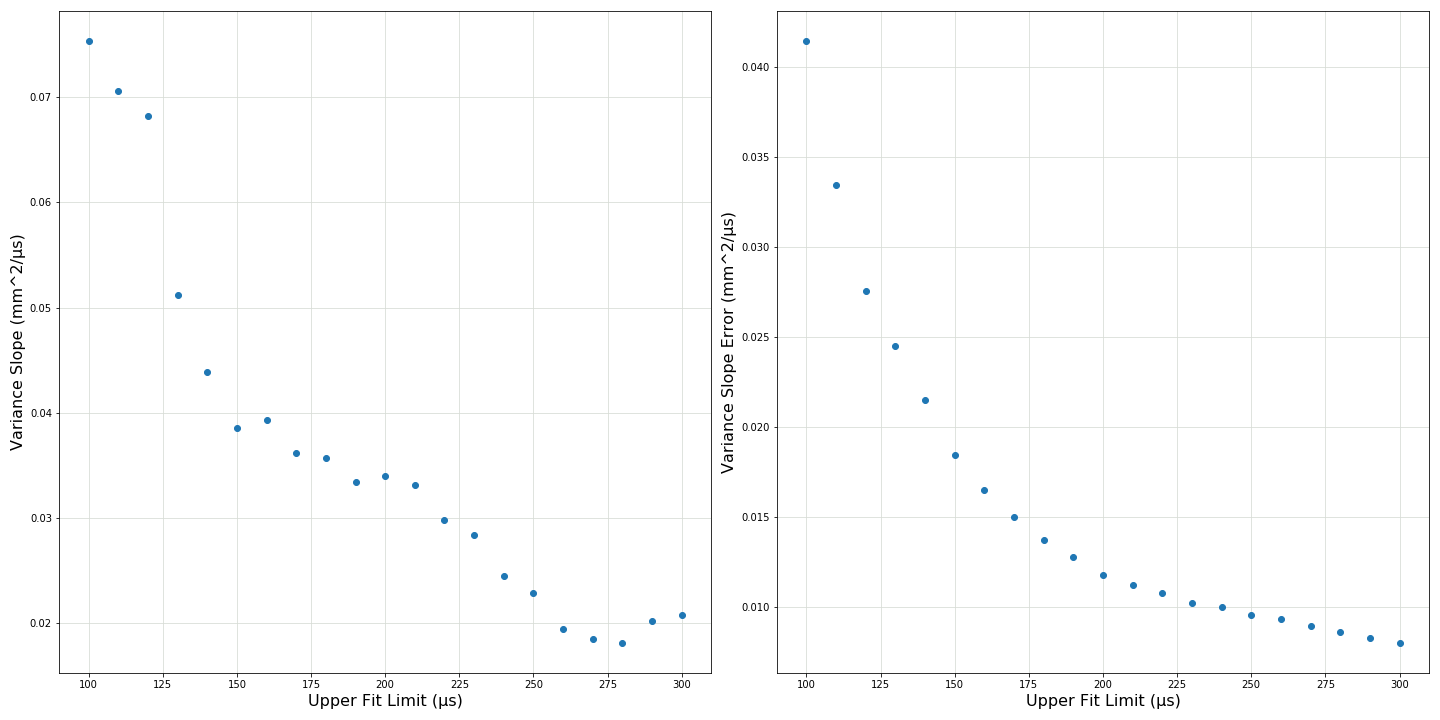 0.07
0.06
0.05
0.04
0.03
0.02
Variance Slope (mm^2/μs)
100 125 150 175 200 225 250 275 300
Upper Fit Limit (μs)
0.040
0.035
0.030
0.025
0.020
0.015
0.010
Variance Slope Error (mm^2/μs)
100 125 150 175 200 225 250 275 300
Upper Fit Limit (μs)